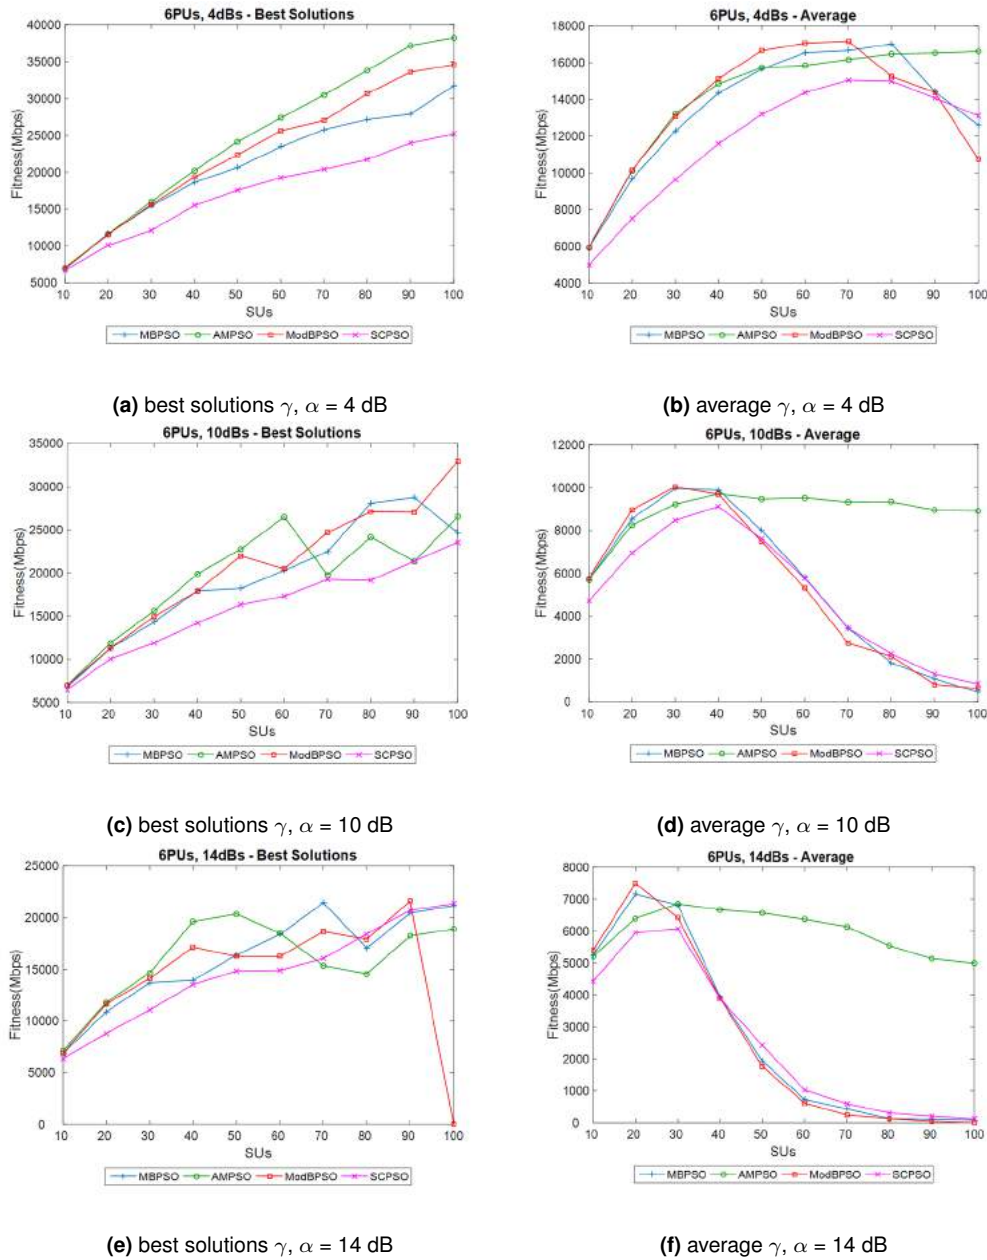 6PUs, 4dBs - Best Solutions
40000
35000
30000
25000
20000
15000
10000
5000
Fitness(Mbps)
10 20 30 40 50 60 70 80 90 100
SUs
MBPSO AMPSO ModBPSO SCPSO
(a) best solutions γ, α = 4 dB
6PUs, 4dBs - Average
18000
16000
14000
12000
10000
8000
6000
4000
Fitness(Mbps)
10 20 30 40 50 60 70 80 90 100
SUs
MBPSO AMPSO ModBPSO SCPSO
(b) average γ, α = 4 dB
6PUs, 10dBs - Best Solutions
35000
30000
25000
20000
15000
10000
5000
Fitness(Mbps)
10 20 30 40 50 60 70 80 90 100
SUs
MBPSO AMPSO ModBPSO SCPSO
(c) best solutions γ, α = 10 dB
6PUs, 10dBs - Average
12000
10000
8000
6000
4000
2000
0
Fitness(Mbps)
10 20 30 40 50 60 70 80 90 100
SUs
MBPSO AMPSO ModBPSO SCPSO
(d) average γ, α = 10 dB
6PUs, 14dBs - Best Solutions
25000
20000
15000
10000
5000
0
Fitness(Mbps)
10 20 30 40 50 60 70 80 90 100
SUs
MBPSO AMPSO ModBPSO SCPSO
(e) best solutions γ, α = 14 dB
6PUs, 14dBs - Average
8000
7000
6000
5000
4000
3000
2000
1000
0
Fitness(Mbps)
10 20 30 40 50 60 70 80 90 100
SUs
MBPSO AMPSO ModBPSO SCPSO
(f) average γ, α = 14 dB